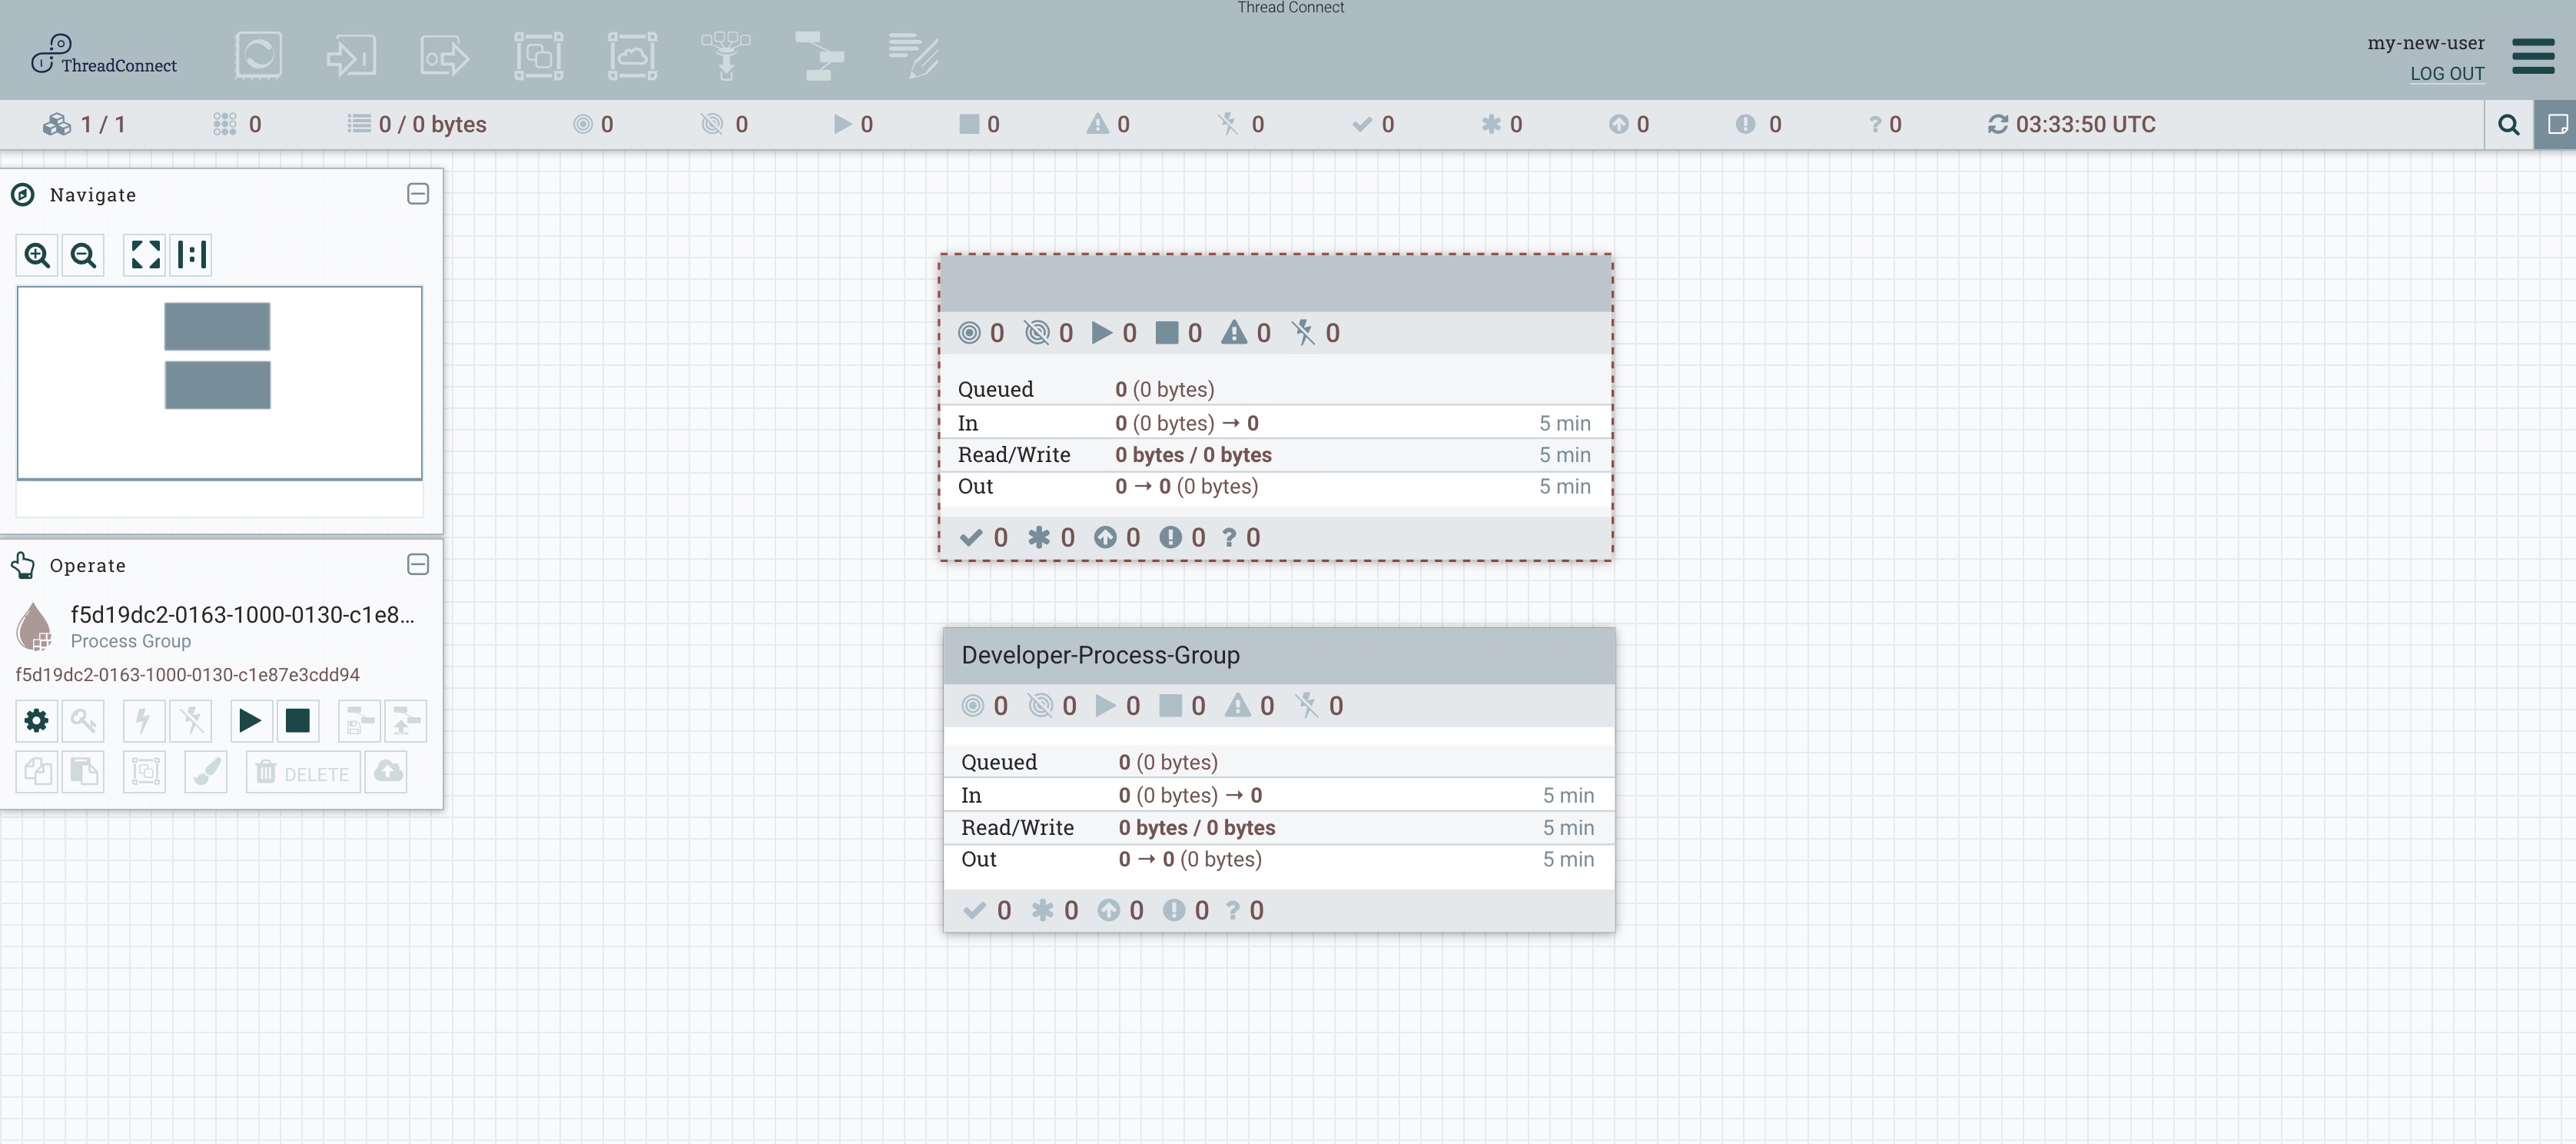 Thread Connect
ThreadConnect
my-new-user
LOG OUT
1 / 1 0 0 / 0 bytes 0 0 0 0 0 0 0 0 0 0 ? 0 03:33:50 UTC
Navigate
Operate
f5d19dc2-0163-1000-0130-c1e8...
Process Group
f5d19dc2-0163-1000-0130-c1e87e3cdd94
DELETE
0 0 0 0 0 0
Queued 0 (0 bytes)
In 0 (0 bytes) → 0 5 min
Read/Write 0 bytes / 0 bytes 5 min
Out 0 → 0 (0 bytes) 5 min
0 0 0 0 ? 0
Developer-Process-Group
0 0 0 0 0 0
Queued 0 (0 bytes)
In 0 (0 bytes) → 0 5 min
Read/Write 0 bytes / 0 bytes 5 min
Out 0 → 0 (0 bytes) 5 min
0 0 0 0 ? 0